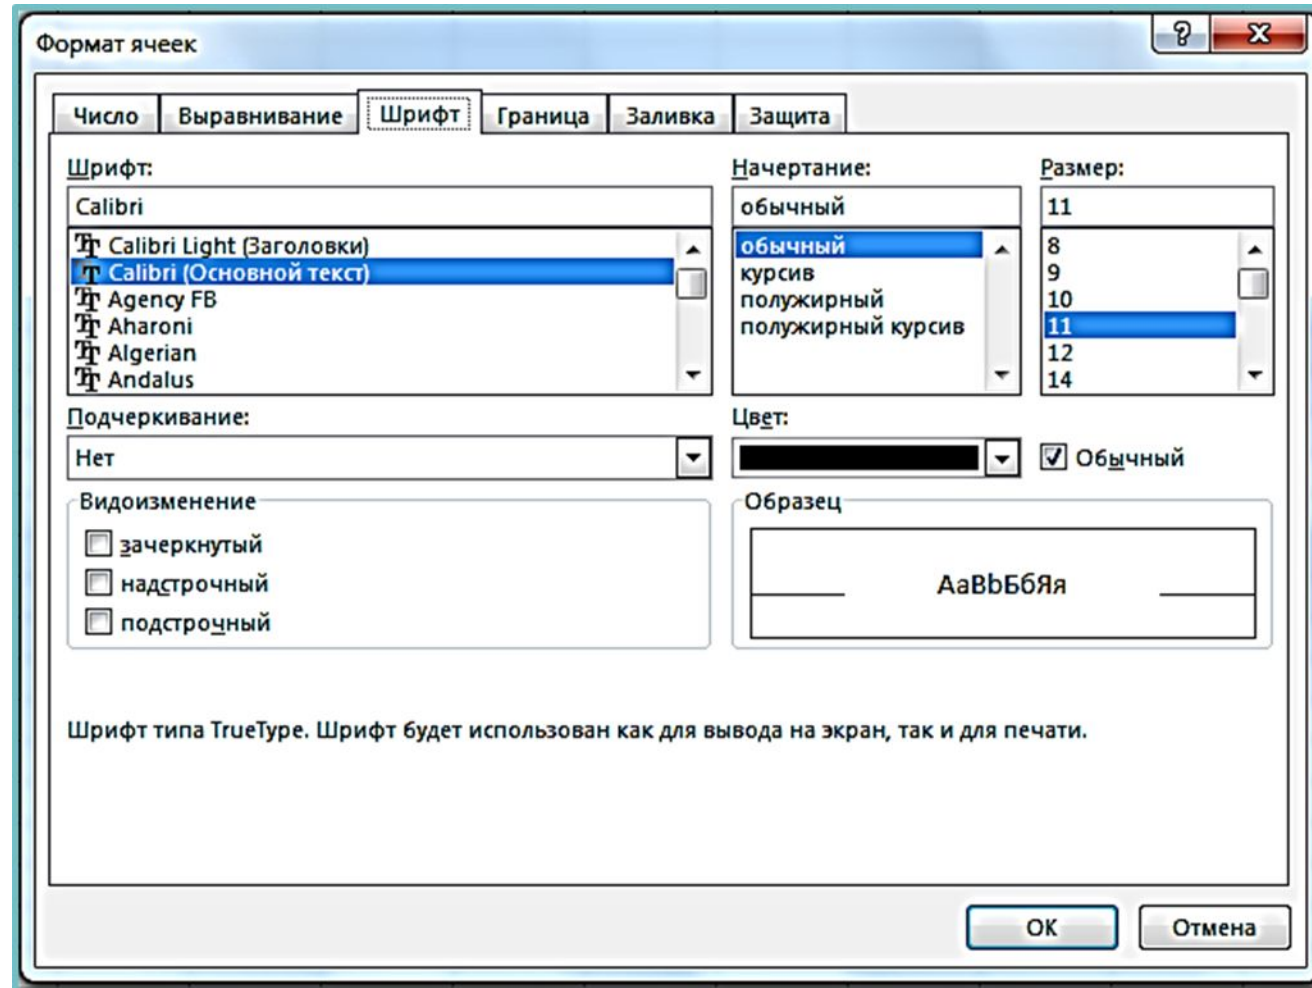 Формат ячеек
Число Выравнивание Шрифт Граница Заливка Защита
Шрифт: Начертание: Размер:
Calibri обычный 11
Calibri Light (Заголовки) обычный 8
Calibri (Основной текст) курсив 9
Agency FB полужирный 10
Aharoni полужирный курсив 11
Algerian 12
Andalus 14
Подчеркивание: Цвет:
Нет Обычный
Видоизменение Образец
зачеркнутый
надстрочный АаВbБбЯя
подстрочный
Шрифт типа TrueType. Шрифт будет использован как для вывода на экран, так и для печати.
ОК Отмена